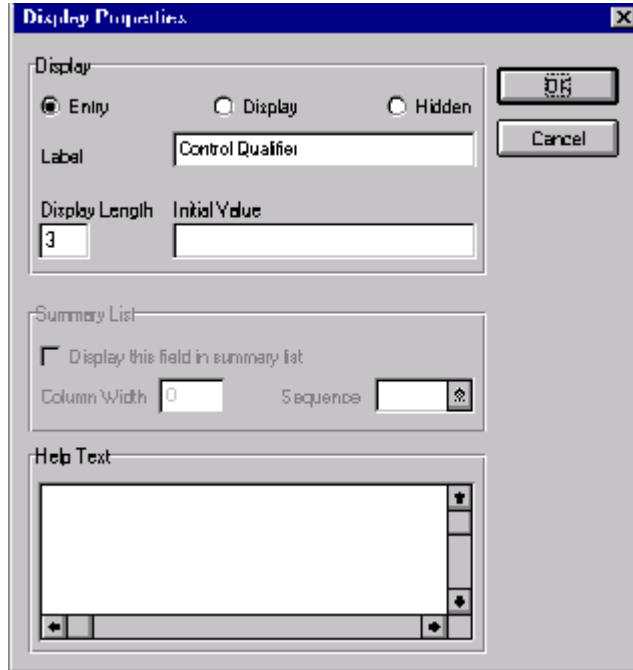 Display Properties
Display
OK
Entry Display Hidden
Cancel
Label Control Qualifier
Display Length Initial Value
3
Summary List
Display this field in summary list
Column Width 0 Sequence
Help Text